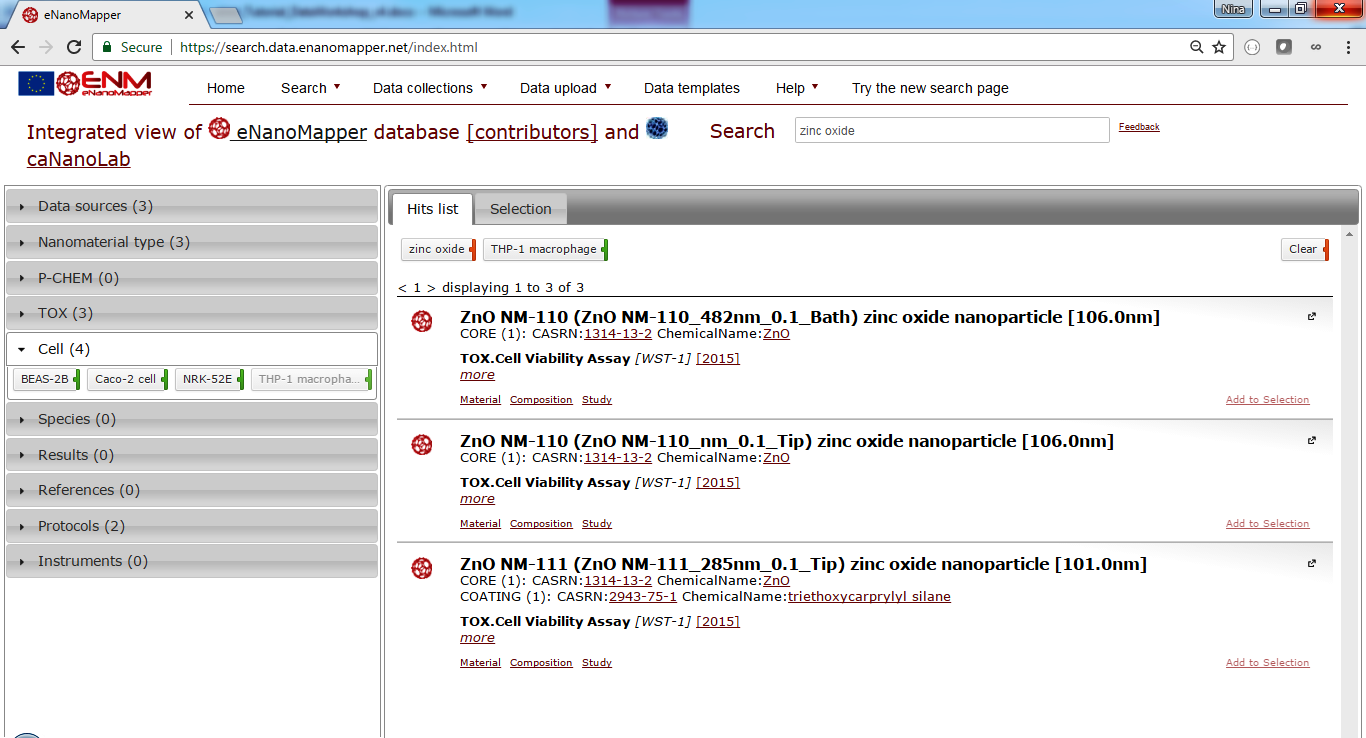 eNanoMapper
Tutorial_DataWorkshop_v4.docx - Microsoft Word
Nina
Secure
https://search.data.enanomapper.net/index.html
ENM
eNanoMapper
Home
Search
Data collections
Data upload
Data templates
Help
Try the new search page
Integrated view of eNanoMapper database [contributors] and
caNanoLab
Search
zinc oxide
Feedback
Data sources (3)
Nanomaterial type (3)
P-CHEM (0)
TOX (3)
Cell (4)
BEAS-2B
Caco-2 cell
NRK-52E
THP-1 macropha...
Species (0)
Results (0)
References (0)
Protocols (2)
Instruments (0)
Hits list
Selection
zinc oxide
THP-1 macrophage
Clear
< 1 > displaying 1 to 3 of 3
ZnO NM-110 (ZnO NM-110_482nm_0.1_Bath) zinc oxide nanoparticle [106.0nm]
CORE (1): CASRN:1314-13-2 ChemicalName:ZnO
TOX.Cell Viability Assay [WST-1] [2015]
more
Material Composition Study
Add to Selection
ZnO NM-110 (ZnO NM-110_nm_0.1_Tip) zinc oxide nanoparticle [106.0nm]
CORE (1): CASRN:1314-13-2 ChemicalName:ZnO
TOX.Cell Viability Assay [WST-1] [2015]
more
Material Composition Study
Add to Selection
ZnO NM-111 (ZnO NM-111_285nm_0.1_Tip) zinc oxide nanoparticle [101.0nm]
CORE (1): CASRN:1314-13-2 ChemicalName:ZnO
COATING (1): CASRN:2943-75-1 ChemicalName:triethoxycarprylyl silane
TOX.Cell Viability Assay [WST-1] [2015]
more
Material Composition Study
Add to Selection